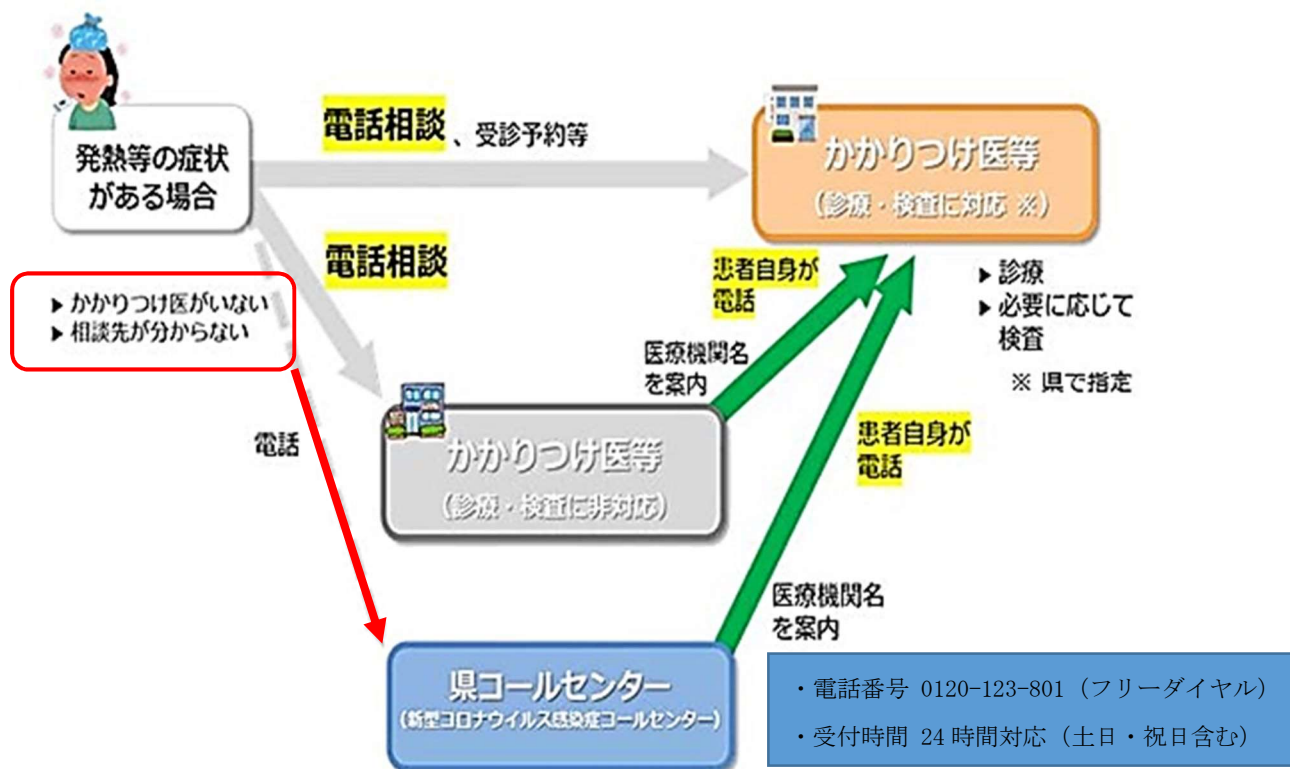 発熱等の症状
がある場合
電話相談、受診予約等
かかりつけ医等
(診療・検査に対応 ※)
電話相談
▶ かかりつけ医がいない
▶ 相談先が分からない
患者自身が
電話
▶ 診療
▶ 必要に応じて
検査
※ 県で指定
医療機関名
を案内
電話
かかりつけ医等
(診療・検査に非対応)
患者自身が
電話
医療機関名
を案内
県コールセンター
(新型コロナウイルス感染症コールセンター)
・電話番号 0120-123-801(フリーダイヤル)
・受付時間 24時間対応(土日・祝日含む)